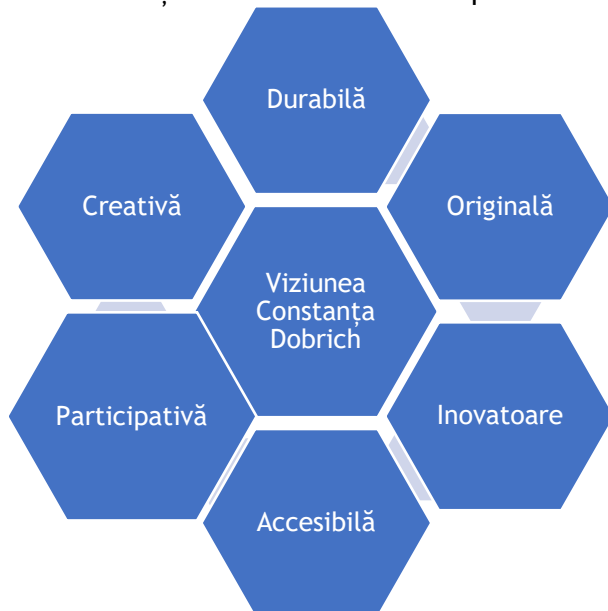 Durabilă
Originală
Inovatoare
Accesibilă
Participativă
Creativă
Viziunea
Constanța
Dobrich